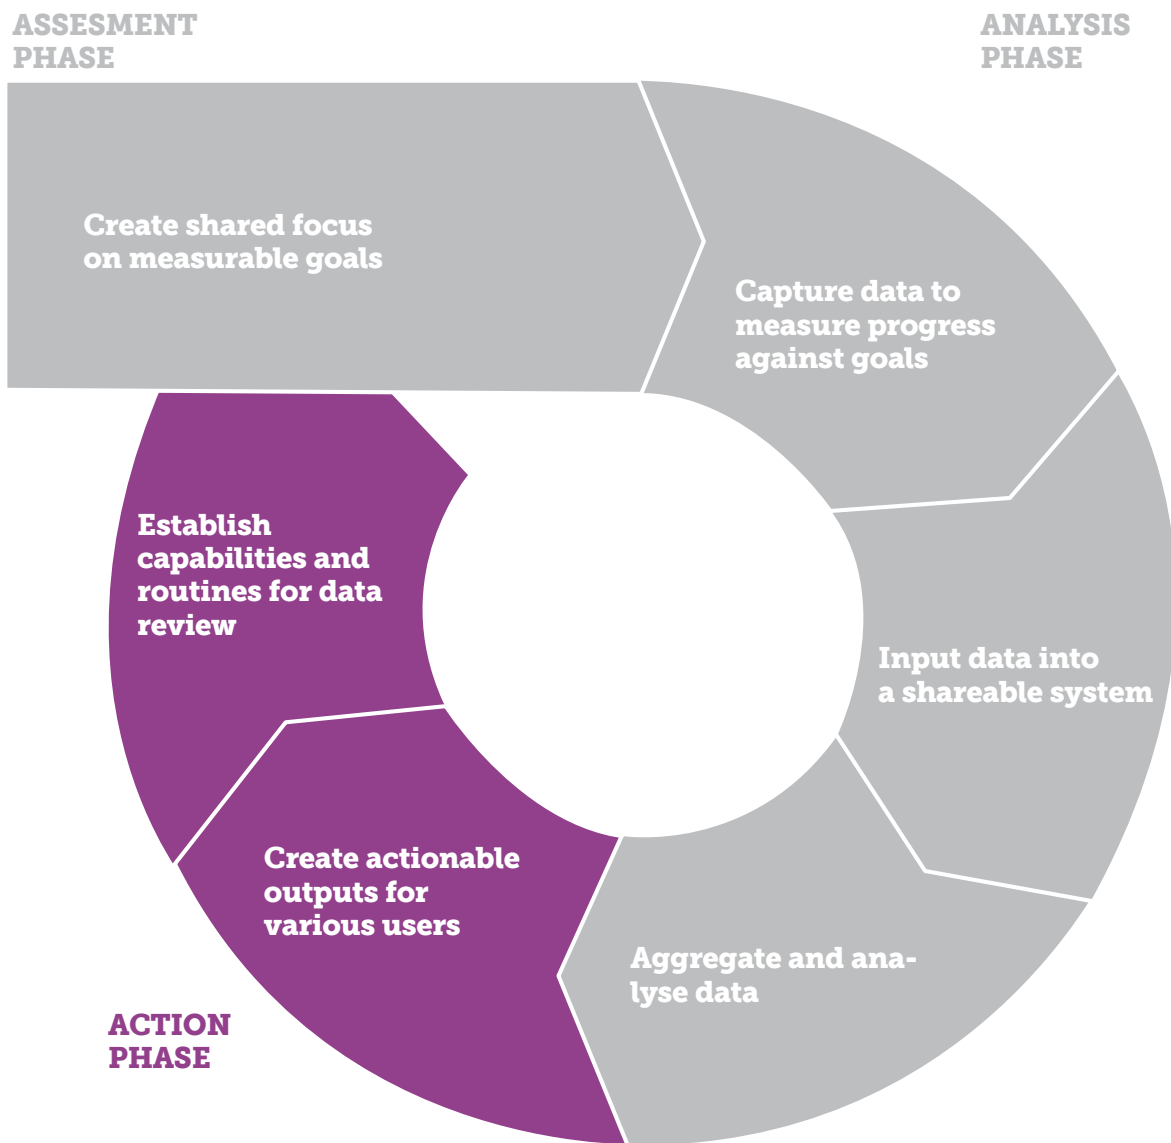 ASSESMENT
PHASE
ANALYSIS
PHASE
Create shared focus
on measurable goals
Capture data to
measure progress
against goals
Input data into
a shareable system
Aggregate and ana-
lyse data
Create actionable
outputs for
various users
Establish
capabilities and
routines for data
review
ACTION
PHASE